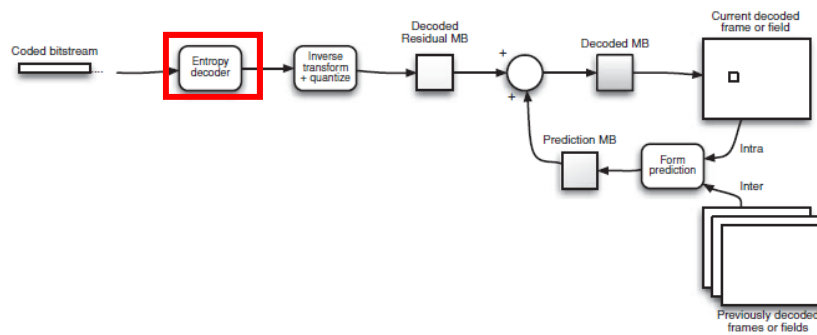 Coded bitstream
Entropy
decoder
Inverse
transform
+ quantize
Decoded
Residual MB
+
+
Decoded MB
Current decoded
frame or field
Prediction MB
Form
prediction
Intra
Inter
Previously decoded
frames or fields